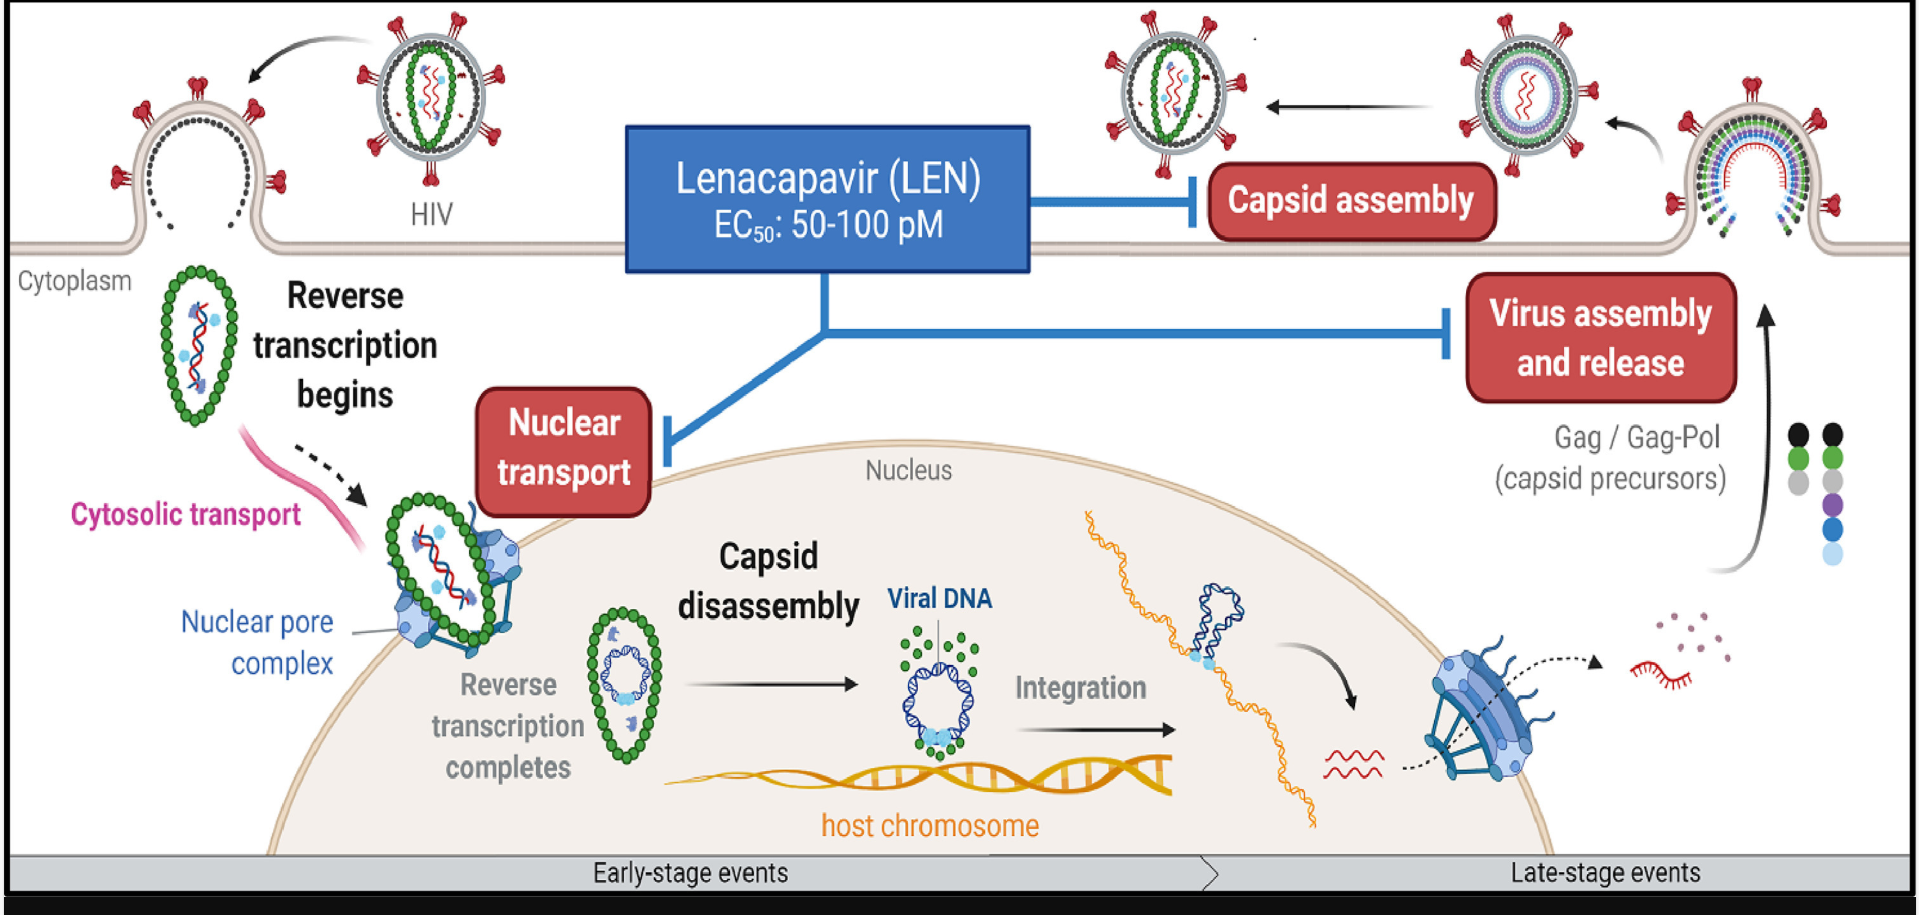 HIV
Lenacapavir (LEN)
EC₅₀: 50-100 pM
Capsid assembly
Cytoplasm
Reverse
transcription
begins
Virus assembly
and release
Nuclear
transport
Gag / Gag-Pol
(capsid precursors)
Nucleus
Cytosolic transport
Capsid
disassembly
Viral DNA
Nuclear pore
complex
Reverse
transcription
completes
Integration
host chromosome
Early-stage events
Late-stage events